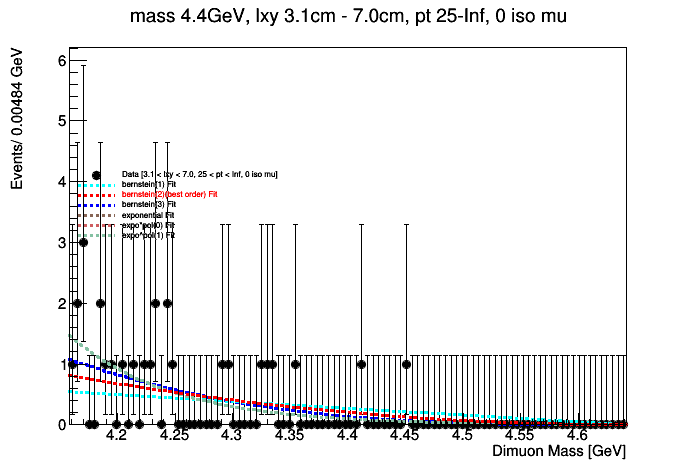 mass 4.4GeV, lxy 3.1cm - 7.0cm, pt 25-Inf, 0 iso mu
Events/ 0.00484 GeV
6
5
4
3
2
1
0
Data [3.1 < lxy < 7.0, 25 < pt < Inf, 0 iso mu]
bernstein[1) Fit
bernstein[2)(best order) Fit
bernstein[3) Fit
exponential Fit
expo*pol(0) Fit
expo*pol(1) Fit
4.2 4.25 4.3 4.35 4.4 4.45 4.5 4.55 4.6
Dimuon Mass [GeV]